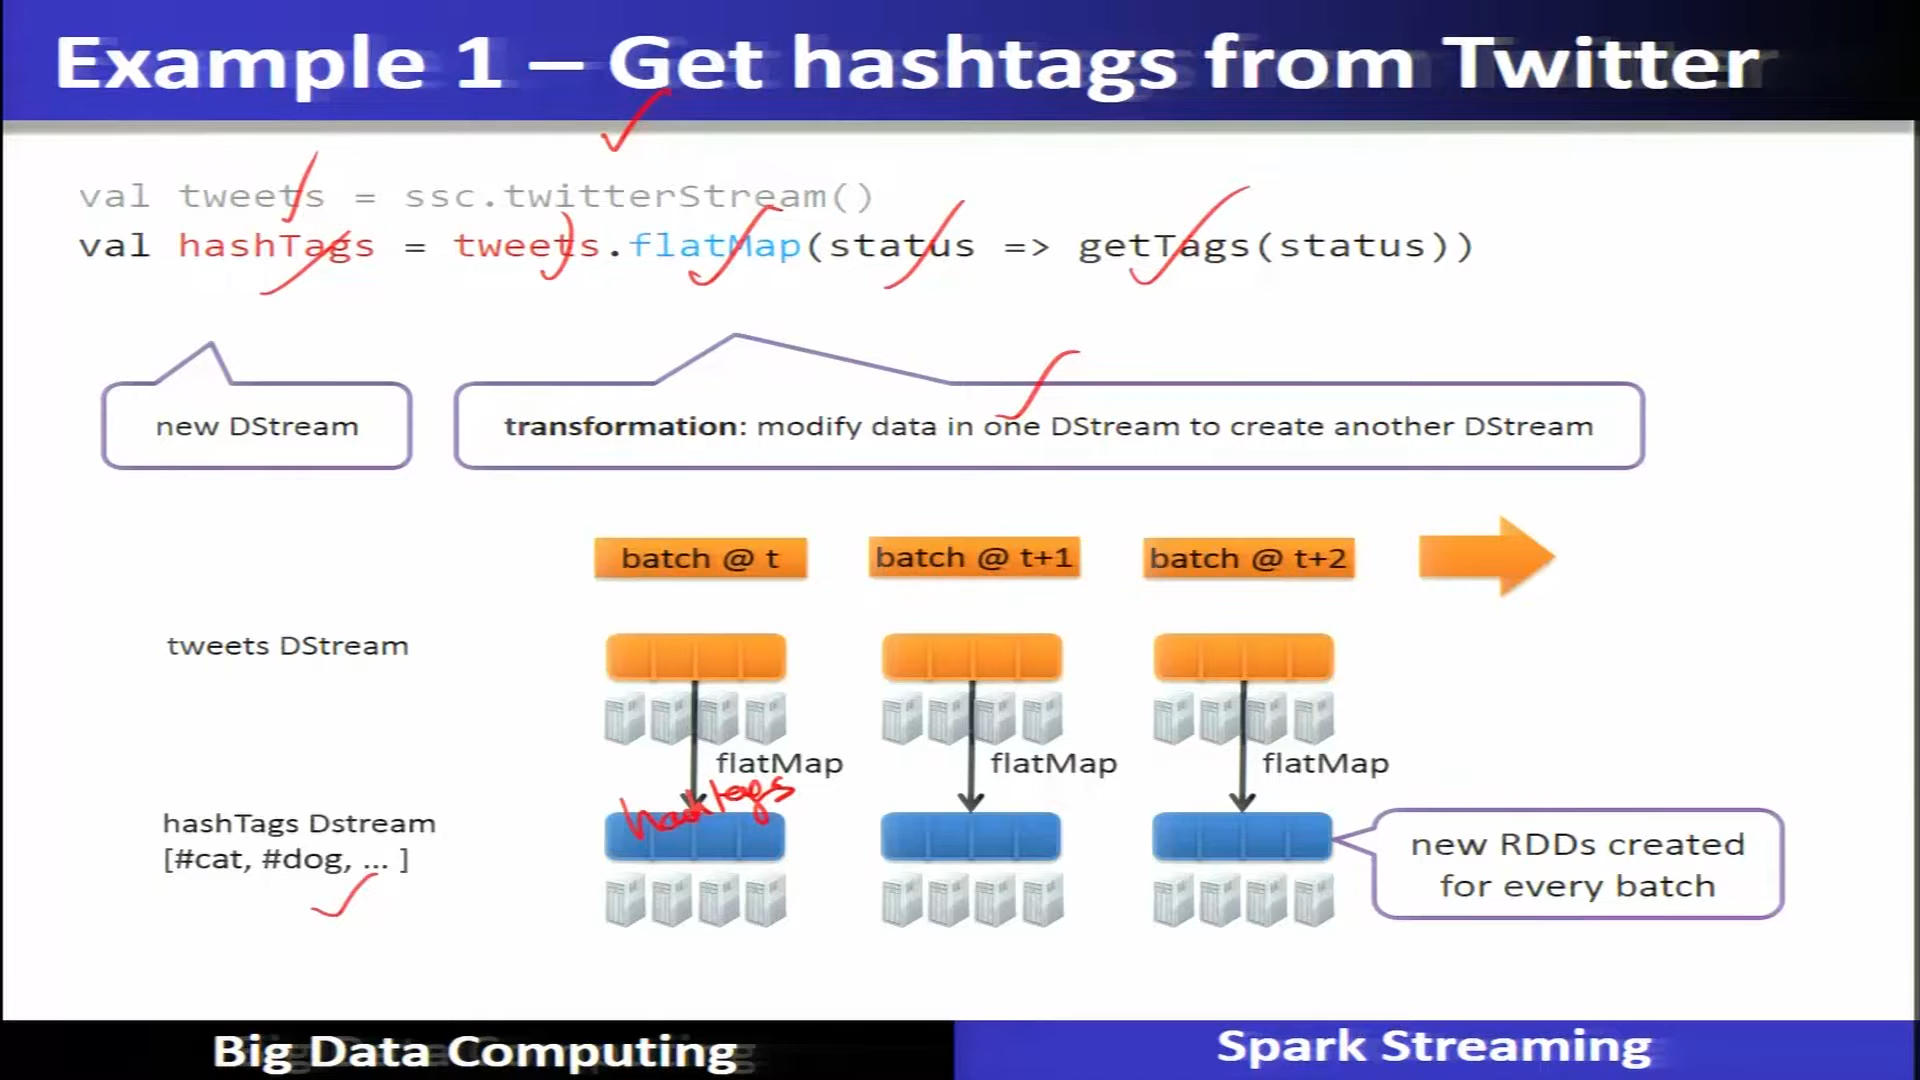 Example 1 – Get hashtags from Twitter
val tweets = ssc.twitterStream()
val hashTags = tweets.flatMap(status => getTags(status))
new DStream
transformation: modify data in one DStream to create another DStream
batch @ t
batch @ t+1
batch @ t+2
tweets DStream
flatMap
flatMap
flatMap
hashtags
hashTags Dstream
[#cat, #dog, ... ]
new RDDs created
for every batch
Big Data Computing
Spark Streaming